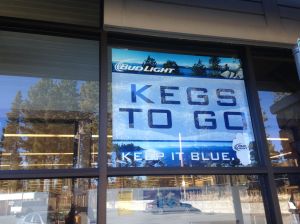 BUD LIGHT
KEGS
TO GO
KEEP IT BLUE.